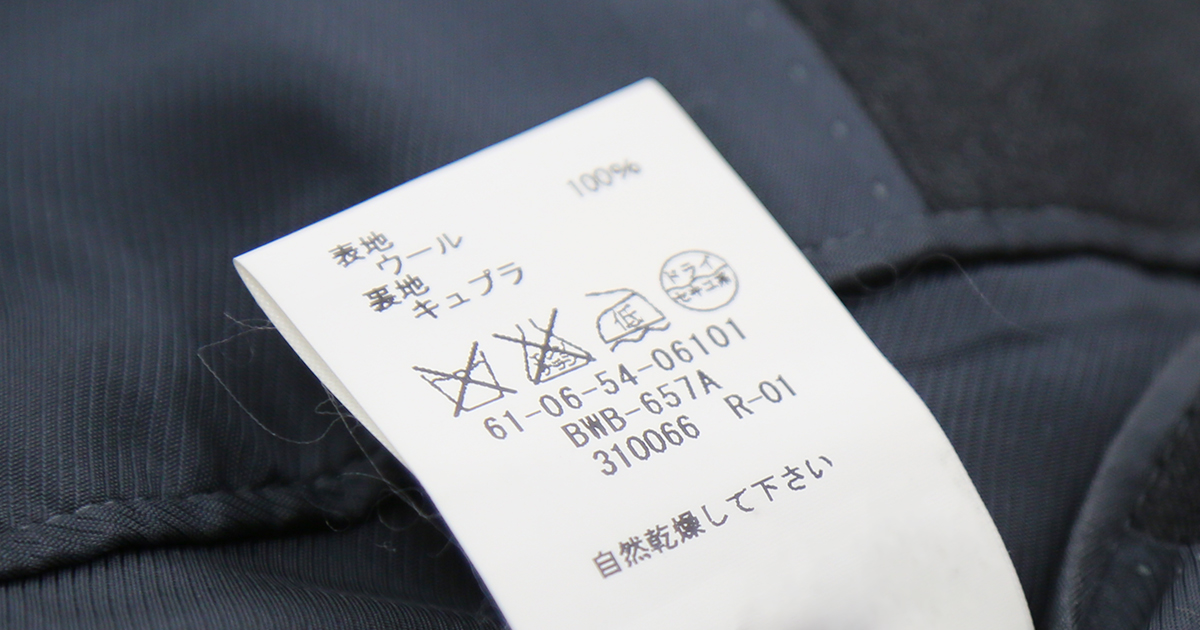 100%
表地
ウール
裏地
キュプラ
低
ドライ
セキユ系
61-06-54-06101
BWB-657A
310066 R-01
自然乾燥して下さい